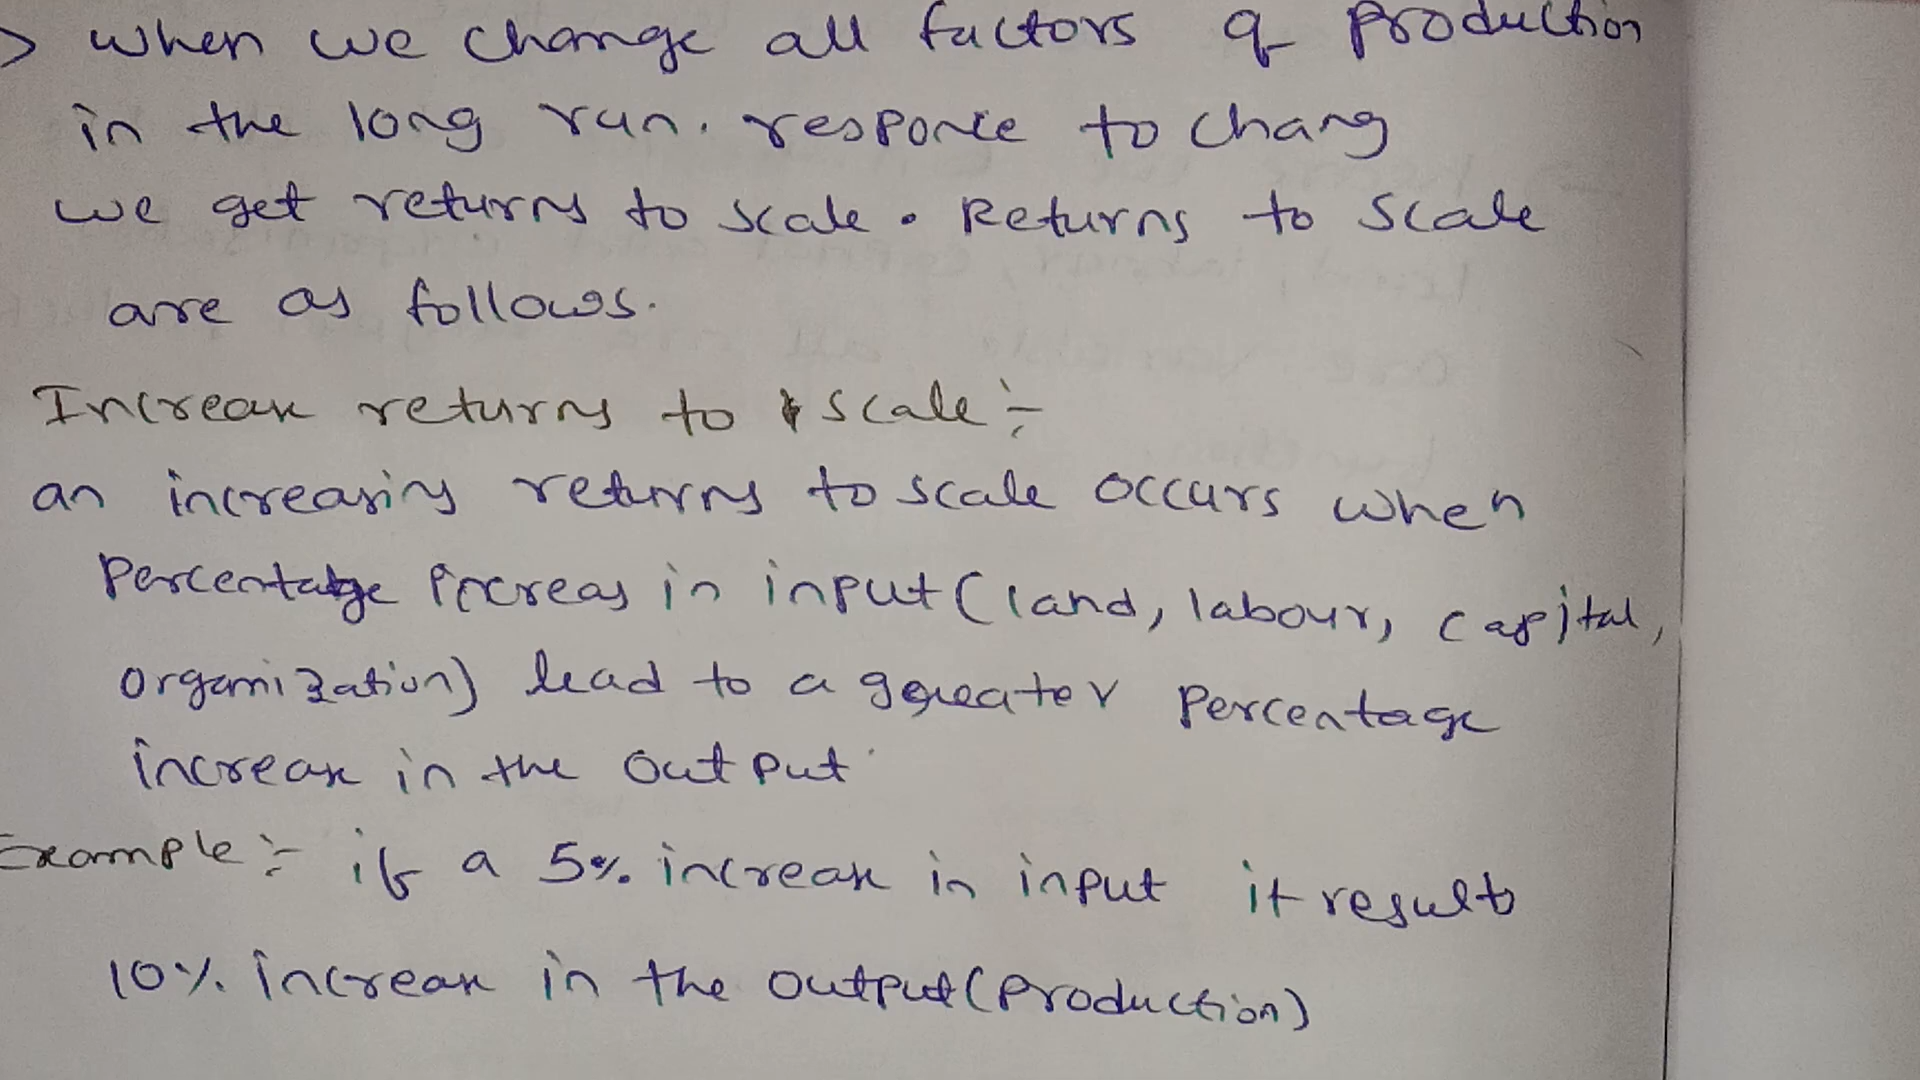 > when we change all factors of production
in the long run. responce to chang
we get returns to scale. Returns to scale
are as follows.
Increase returns to scale :-
an increasing returns to scale occurs when
Percentage increas in input (land, labour, capital,
organization) lead to a greater percentage
increase in the output
Example :- if a 5% increase in input it result
10% increase in the output (production)